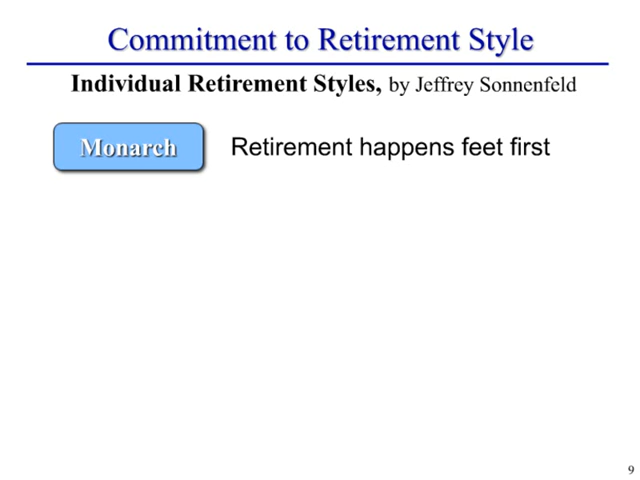 Commitment to Retirement Style
Individual Retirement Styles, by Jeffrey Sonnenfeld
Monarch Retirement happens feet first
9